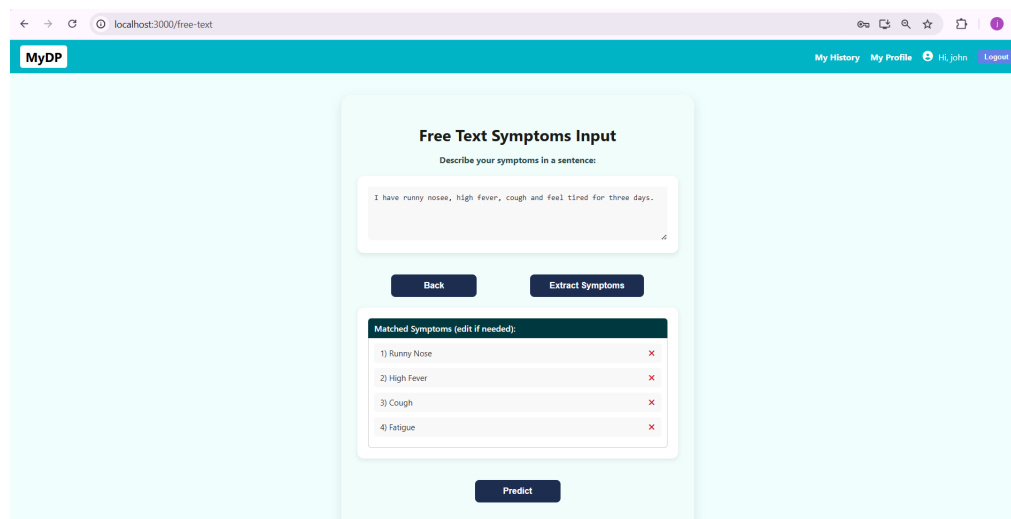 localhost:3000/free-text
MyDP
My History My Profile Hi, john Logout
Free Text Symptoms Input
Describe your symptoms in a sentence:
I have runny nosee, high fever, cough and feel tired for three days.
Back Extract Symptoms
Matched Symptoms (edit if needed):
1) Runny Nose
2) High Fever
3) Cough
4) Fatigue
Predict